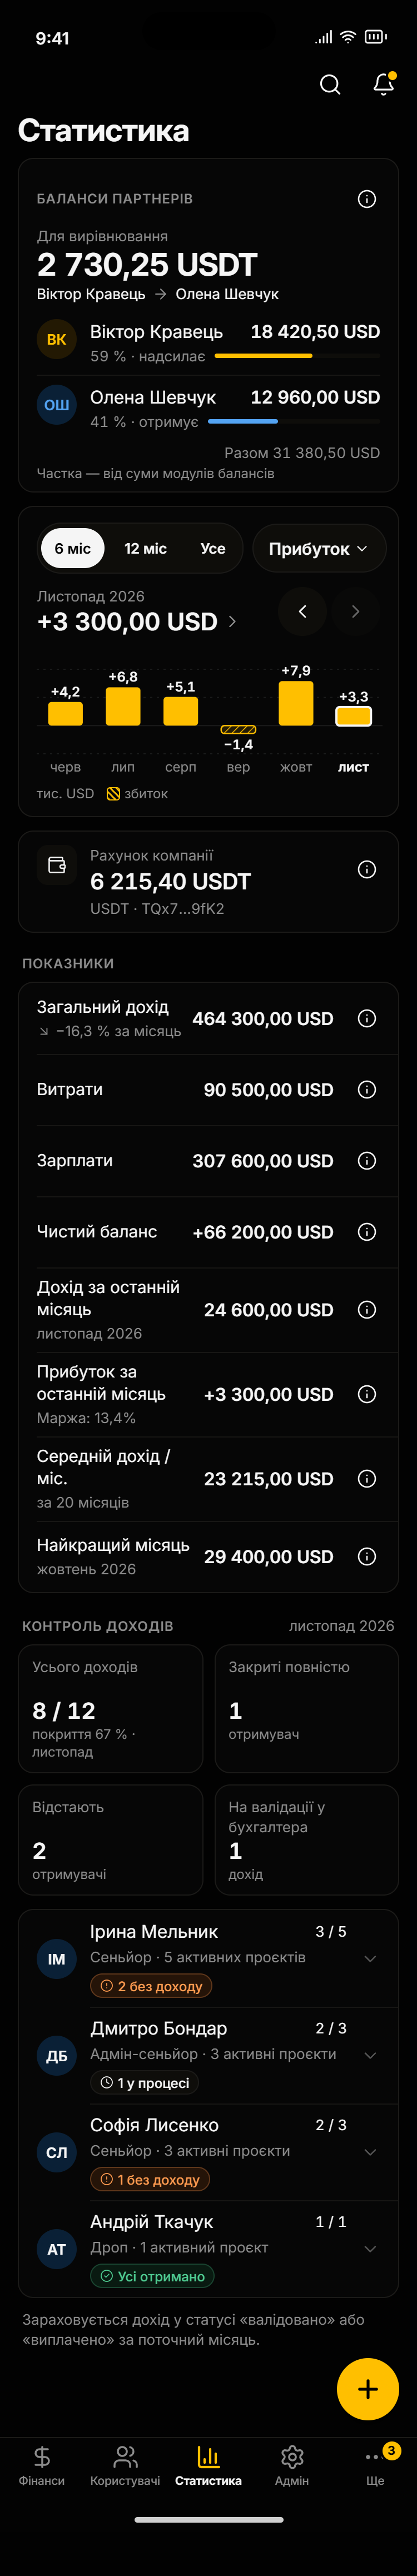 9:41
Статистика
БАЛАНСИ ПАРТНЕРІВ
Для вирівнювання
2 730,25 USDT
Віктор Кравець → Олена Шевчук
ВК
Віктор Кравець 18 420,50 USD
59 % · надсилає
ОШ
Олена Шевчук 12 960,00 USD
41 % · отримує
Разом 31 380,50 USD
Частка — від суми модулів балансів
6 міс 12 міс Усе Прибуток
Листопад 2026
+3 300,00 USD
+4,2 +6,8 +5,1 −1,4 +7,9 +3,3
черв лип серп вер жовт лист
тис. USD збиток
Рахунок компанії
6 215,40 USDT
USDT · TQx7…9fK2
ПОКАЗНИКИ
Загальний дохід 464 300,00 USD
↘ −16,3 % за місяць
Витрати 90 500,00 USD
Зарплати 307 600,00 USD
Чистий баланс +66 200,00 USD
Дохід за останній
місяць 24 600,00 USD
листопад 2026
Прибуток за
останній місяць +3 300,00 USD
Маржа: 13,4%
Середній дохід /
міс. 23 215,00 USD
за 20 місяців
Найкращий місяць 29 400,00 USD
жовтень 2026
КОНТРОЛЬ ДОХОДІВ листопад 2026
Усього доходів
8 / 12
покриття 67 % ·
листопад
Закриті повністю
1
отримувач
Відстають
2
отримувачі
На валідації у
бухгалтера
1
дохід
ІМ
Ірина Мельник 3 / 5
Сеньйор · 5 активних проєктів
2 без доходу
ДБ
Дмитро Бондар 2 / 3
Адмін-сеньйор · 3 активні проєкти
1 у процесі
СЛ
Софія Лисенко 2 / 3
Сеньйор · 3 активні проєкти
1 без доходу
АТ
Андрій Ткачук 1 / 1
Дроп · 1 активний проєкт
Усі отримано
Зараховується дохід у статусі «валідовано» або
«виплачено» за поточний місяць.
3
Фінанси Користувачі Статистика Адмін Ще